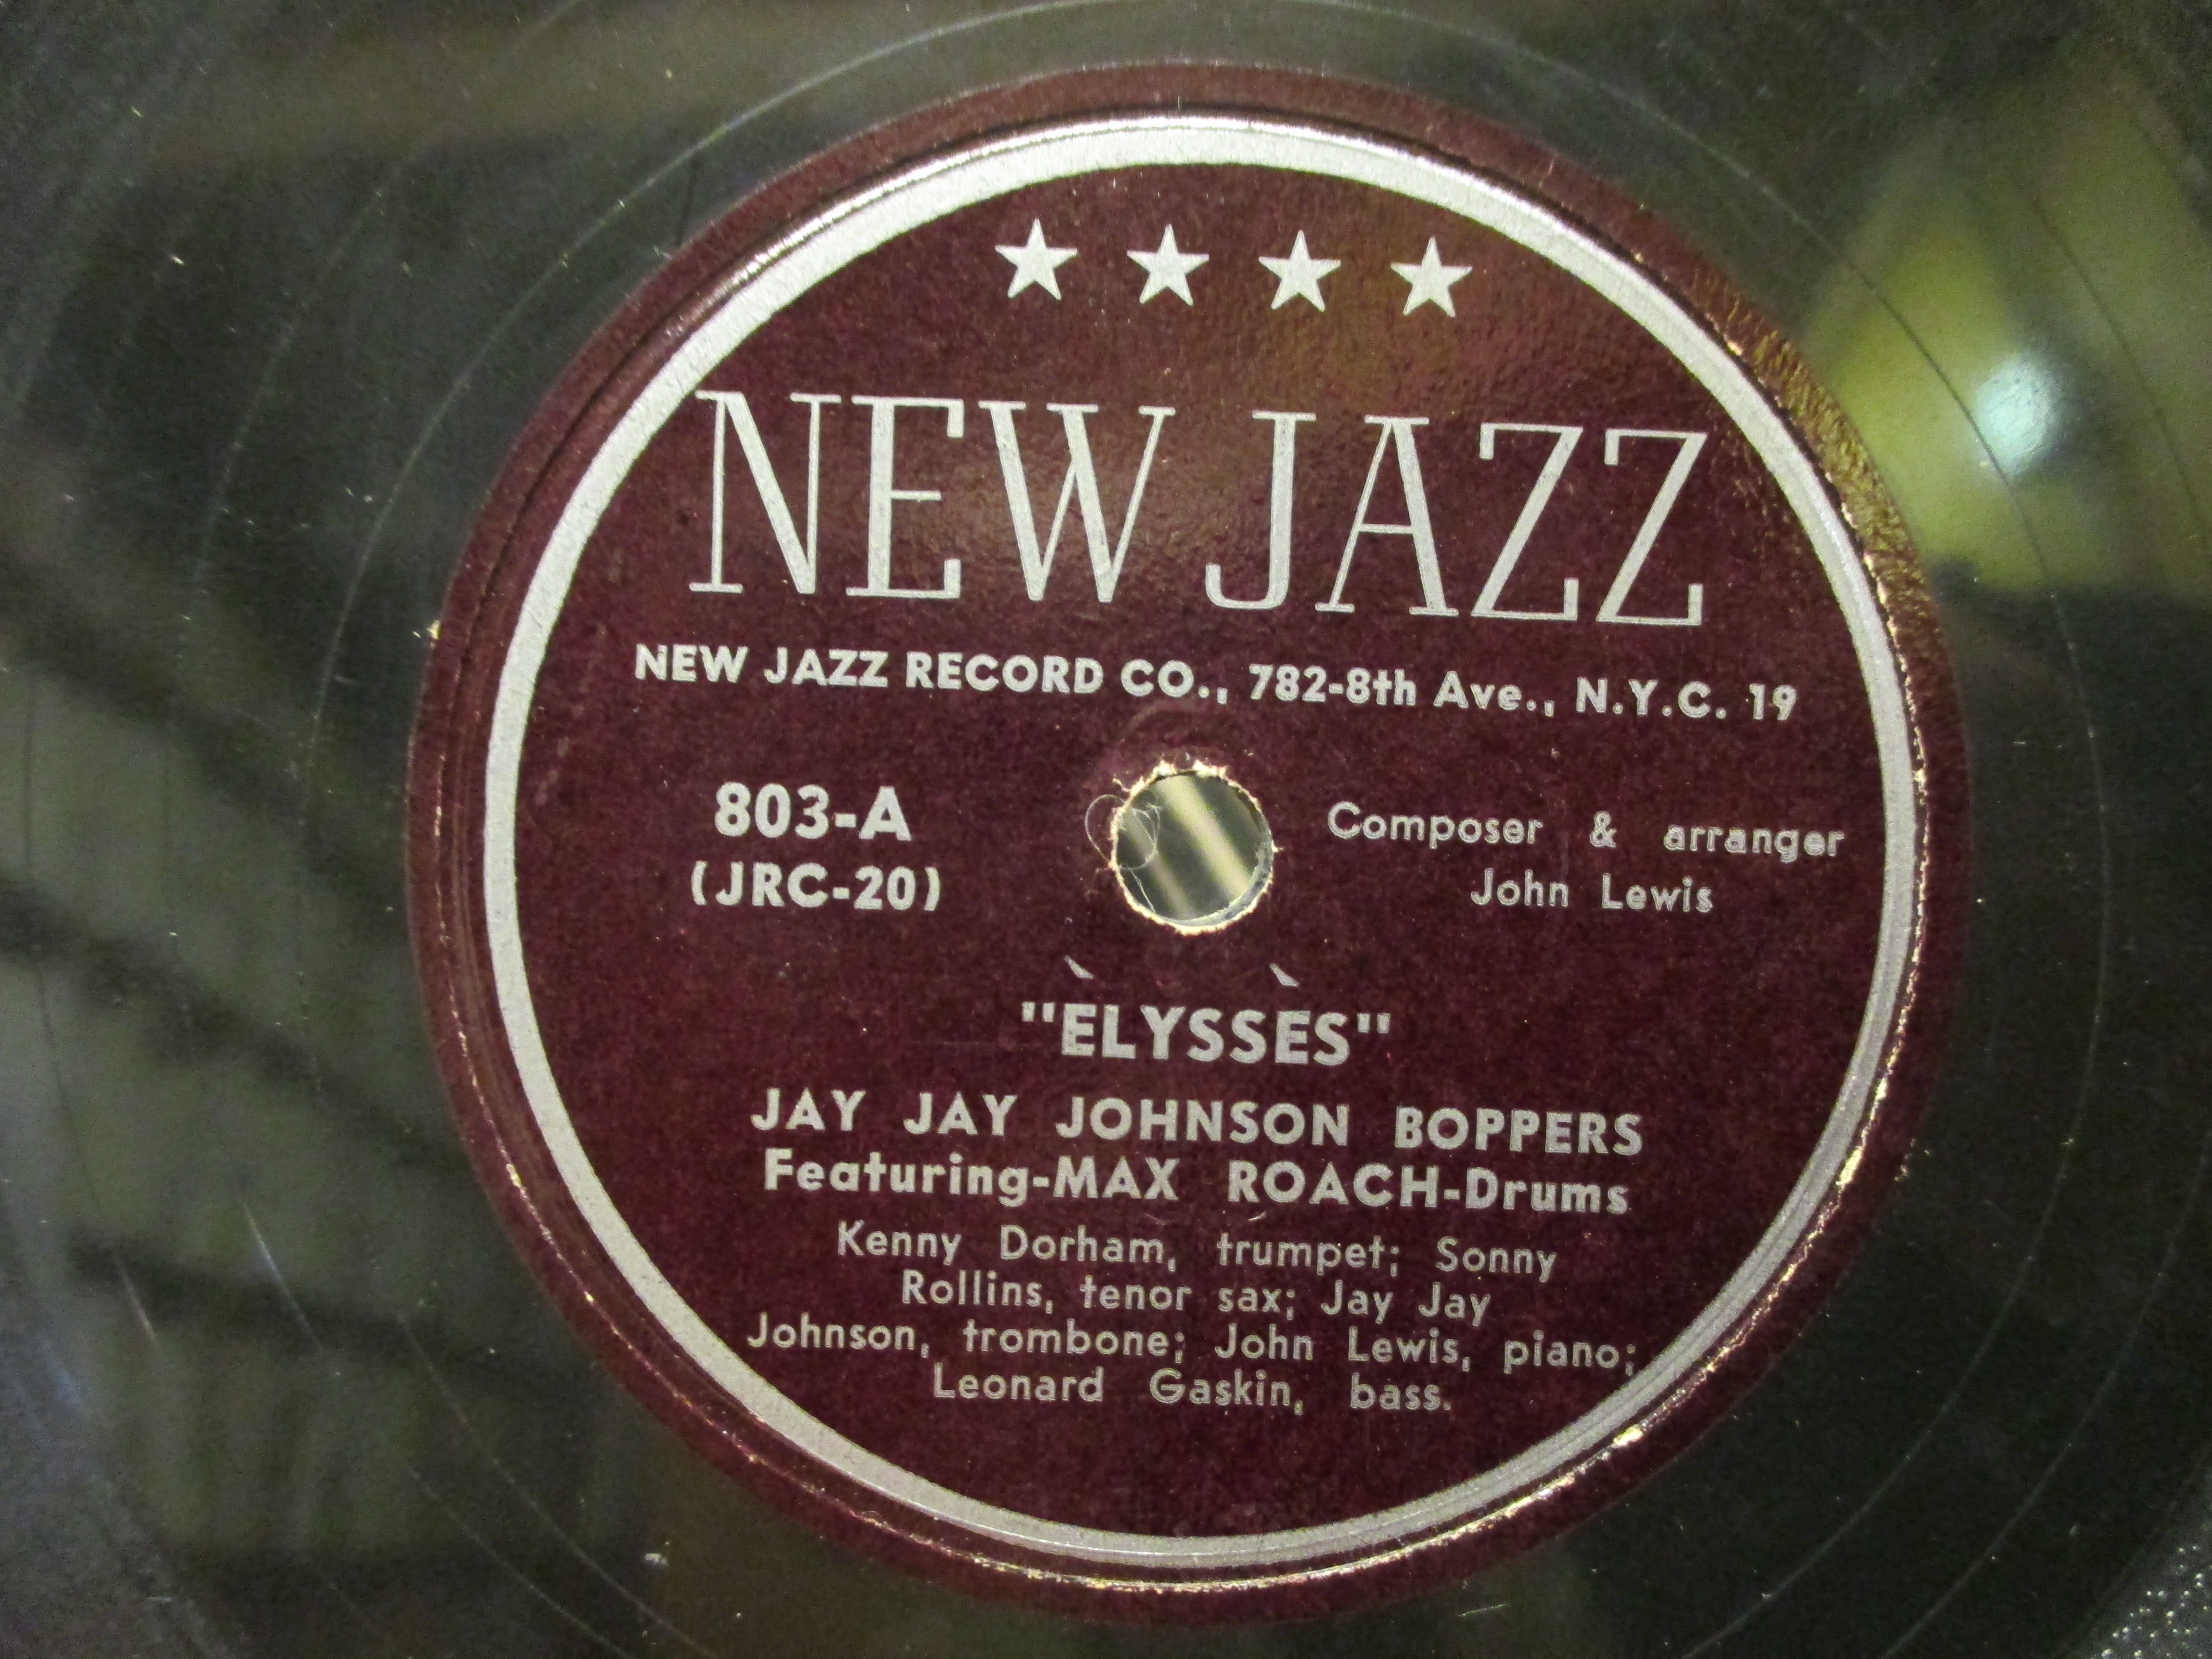 ★ ★ ★ ★
NEW JAZZ
NEW JAZZ RECORD CO., 782-8th Ave., N.Y.C. 19
803-A
(JRC-20)
Composer & arranger
John Lewis
"ÈLYSSÈS"
JAY JAY JOHNSON BOPPERS
Featuring-MAX ROACH-Drums
Kenny Dorham, trumpet; Sonny
Rollins, tenor sax; Jay Jay
Johnson, trombone; John Lewis, piano;
Leonard Gaskin, bass.